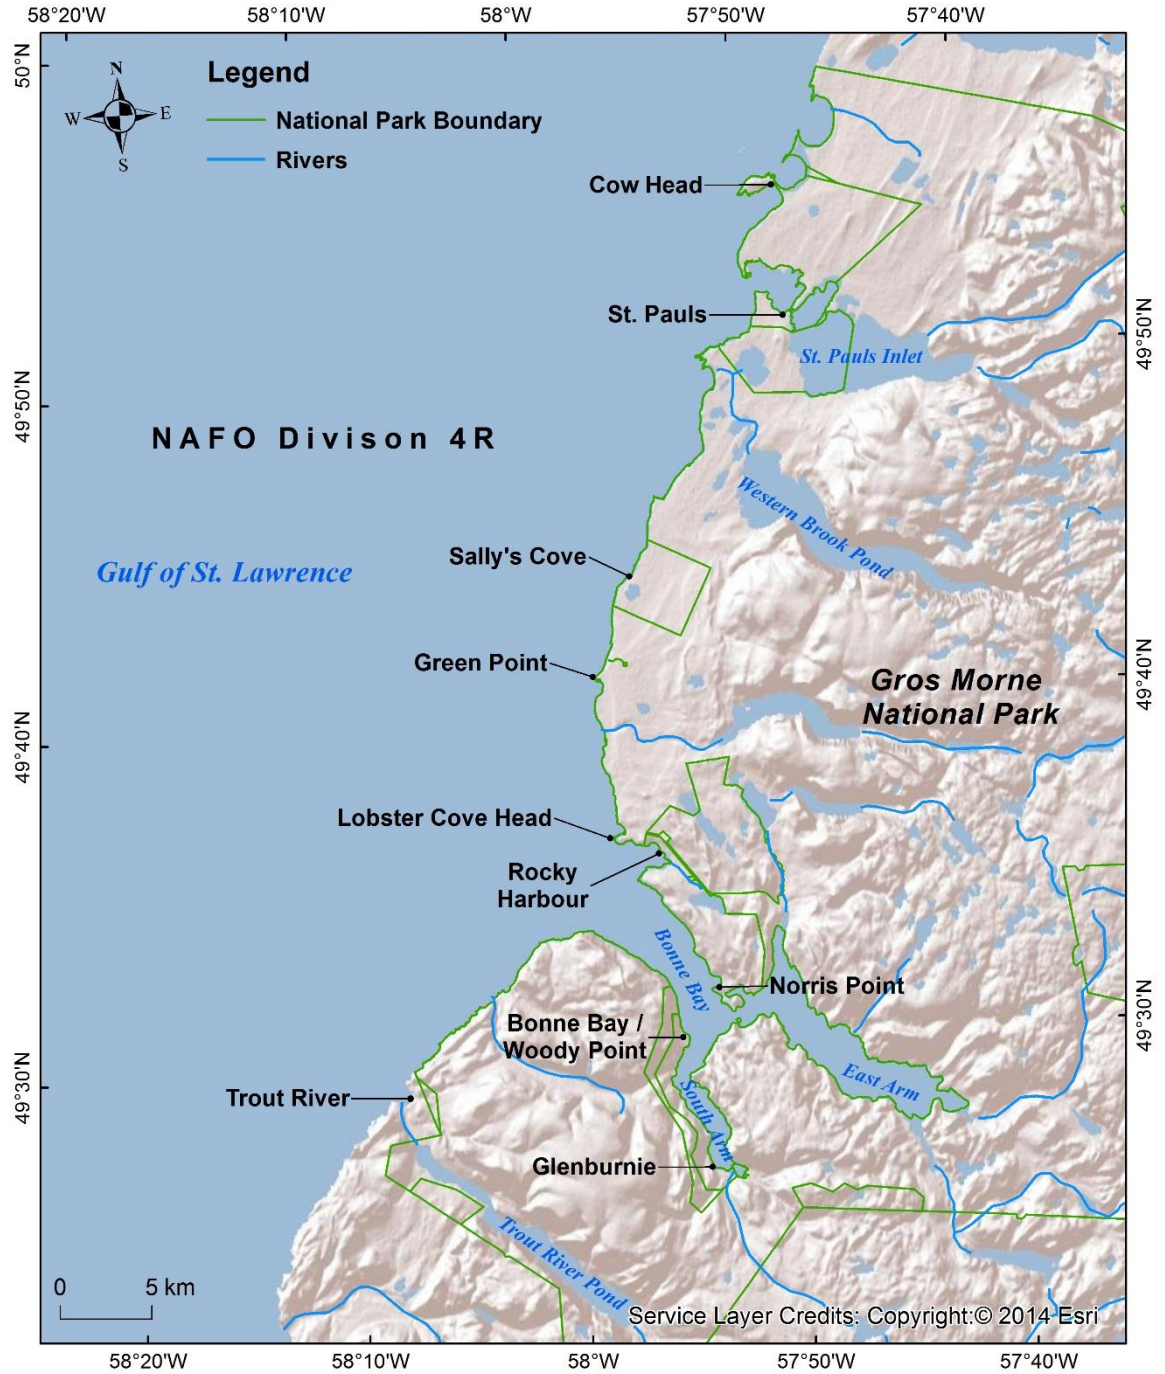 58°20'W 58°10'W 58°W 57°50'W 57°40'W
50°N
N
W E
S
Legend
National Park Boundary
Rivers
Cow Head
St. Pauls
St. Pauls Inlet
49°50'N
49°50'N
NAFO Divison 4R
Western Brook Pond
Sally's Cove
Gulf of St. Lawrence
Green Point
Gros Morne
National Park
49°40'N
49°40'N
Lobster Cove Head
Rocky
Harbour
Bonne Bay
Norris Point
49°30'N
Bonne Bay /
Woody Point
East Arm
49°30'N
Trout River
South Arm
Glenburnie
Trout River Pond
0 5 km
Service Layer Credits: Copyright:© 2014 Esri
58°20'W 58°10'W 58°W 57°50'W 57°40'W